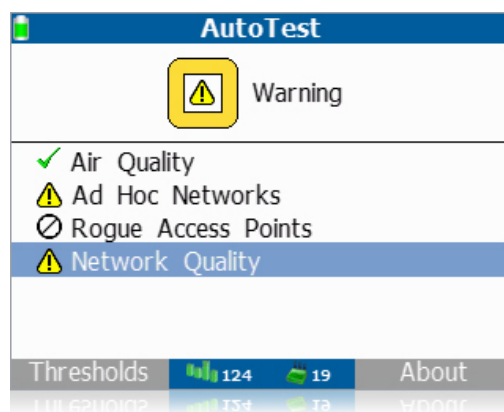 AutoTest
Warning
Air Quality
Ad Hoc Networks
Rogue Access Points
Network Quality
Thresholds 124 19 About